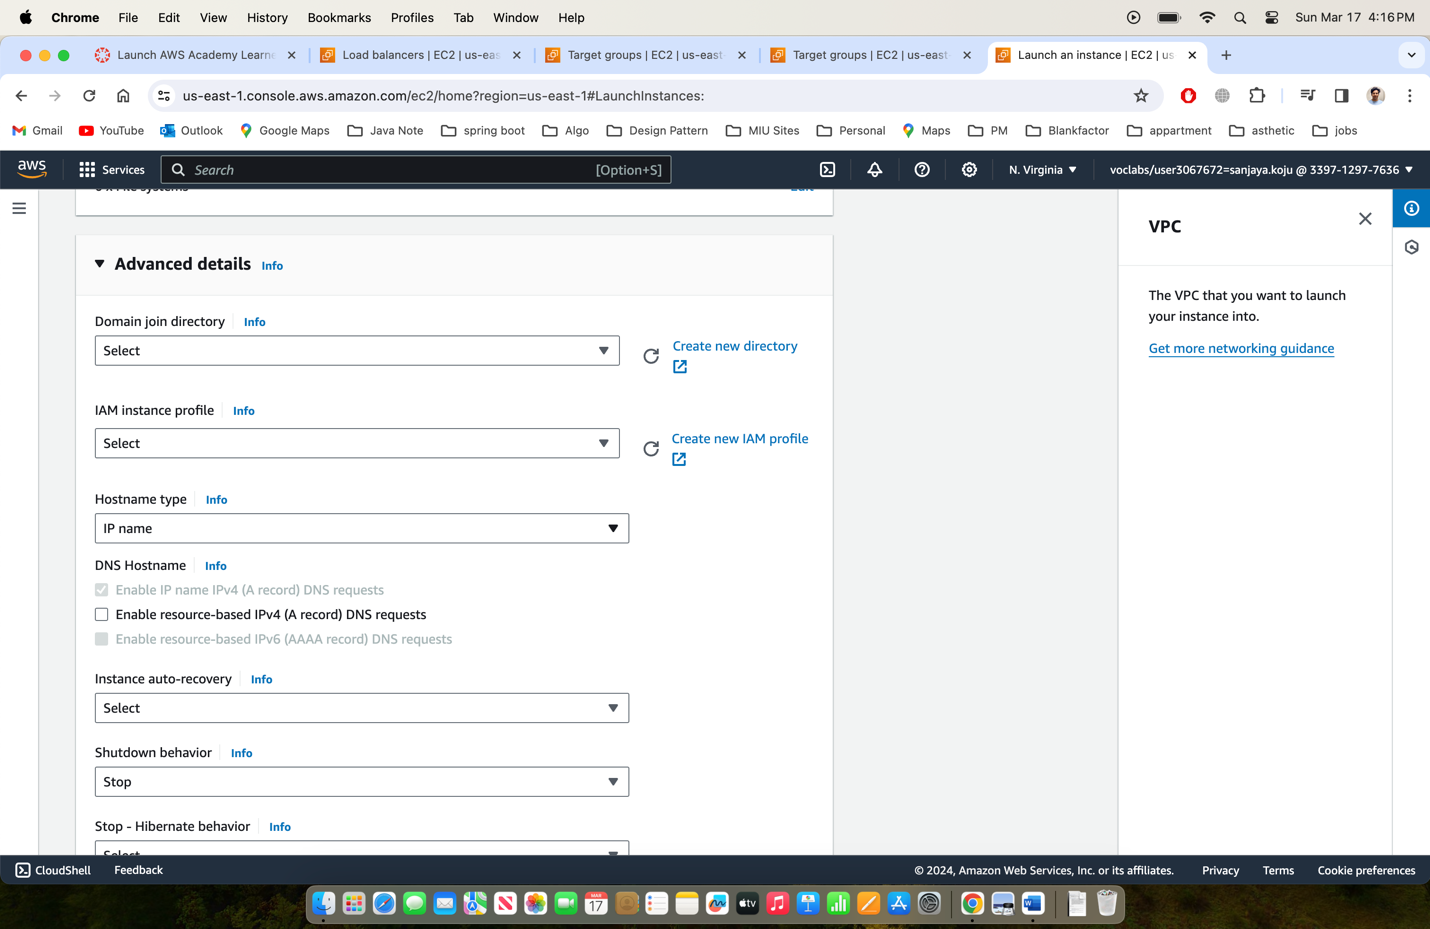 Chrome File Edit View History Bookmarks Profiles Tab Window Help Sun Mar 17 4:16 PM
Launch AWS Academy Learne Load balancers | EC2 | us-eas Target groups | EC2 | us-east- Target groups | EC2 | us-east- Launch an instance | EC2 | us
us-east-1.console.aws.amazon.com/ec2/home?region=us-east-1#LaunchInstances:
Gmail YouTube Outlook Google Maps Java Note spring boot Algo Design Pattern MIU Sites Personal Maps PM Blankfactor appartment asthetic jobs
aws Services Search [Option+S] N. Virginia voclabs/user3067672=sanjaya.koju @ 3397-1297-7636
0 x File systems Edit
VPC
Advanced details Info
The VPC that you want to launch
your instance into.
Get more networking guidance
Domain join directory Info
Select
Create new directory
IAM instance profile Info
Select
Create new IAM profile
Hostname type Info
IP name
DNS Hostname Info
Enable IP name IPv4 (A record) DNS requests
Enable resource-based IPv4 (A record) DNS requests
Enable resource-based IPv6 (AAAA record) DNS requests
Instance auto-recovery Info
Select
Shutdown behavior Info
Stop
Stop - Hibernate behavior Info
Select
CloudShell Feedback © 2024, Amazon Web Services, Inc. or its affiliates. Privacy Terms Cookie preferences
MAR
17
tv
W